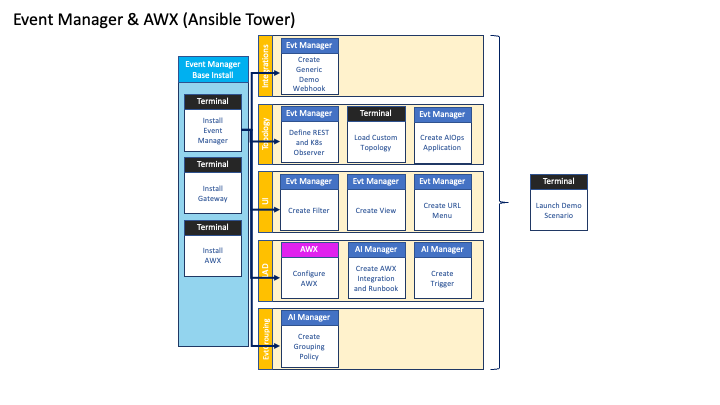 Event Manager & AWX (Ansible Tower)
Event Manager
Base Install
Terminal
Install
Event
Manager
Terminal
Install
Gateway
Terminal
Install
AWX
Integrations
Evt Manager
Create
Generic
Demo
Webhook
Topology
Evt Manager
Define REST
and K8s
Observer
Terminal
Load Custom
Topology
Evt Manager
Create AIOps
Application
UI
Evt Manager
Create Filter
Evt Manager
Create View
Evt Manager
Create URL
Menu
AWX
Configure
AWX
AI Manager
Create AWX
Integration
and Runbook
AI Manager
Create
Trigger
AI Manager
Create
Grouping
Policy
Terminal
Launch Demo
Scenario